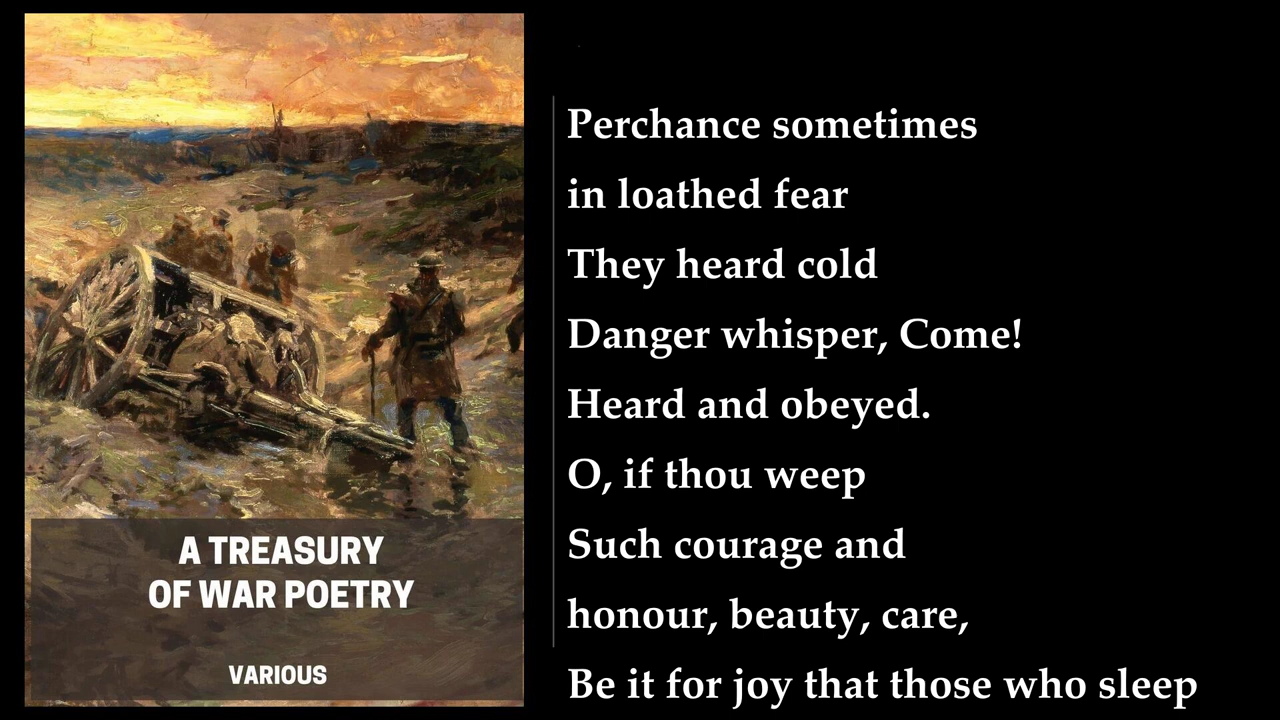 A TREASURY
OF WAR POETRY
VARIOUS
Perchance sometimes
in loathed fear
They heard cold
Danger whisper, Come!
Heard and obeyed.
O, if thou weep
Such courage and
honour, beauty, care,
Be it for joy that those who sleep